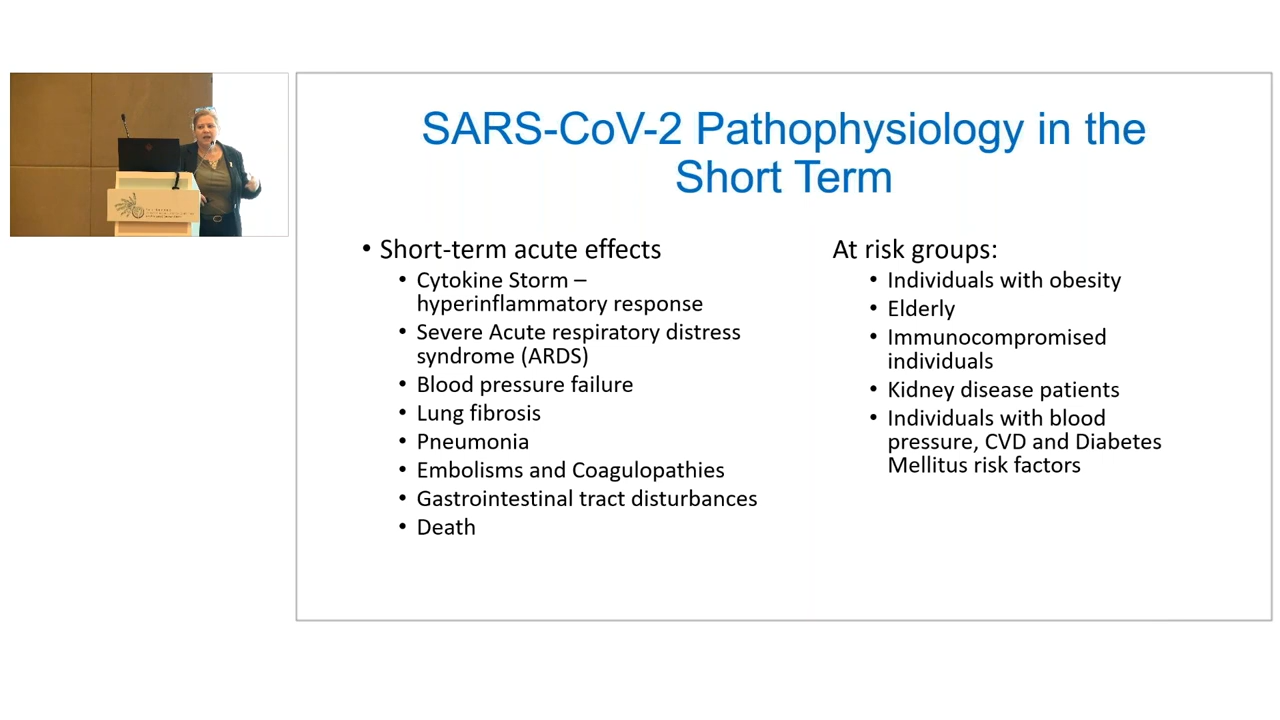 SARS-CoV-2 Pathophysiology in the
Short Term
• Short-term acute effects
• Cytokine Storm –
hyperinflammatory response
• Severe Acute respiratory distress
syndrome (ARDS)
• Blood pressure failure
• Lung fibrosis
• Pneumonia
• Embolisms and Coagulopathies
• Gastrointestinal tract disturbances
• Death
At risk groups:
• Individuals with obesity
• Elderly
• Immunocompromised
individuals
• Kidney disease patients
• Individuals with blood
pressure, CVD and Diabetes
Mellitus risk factors